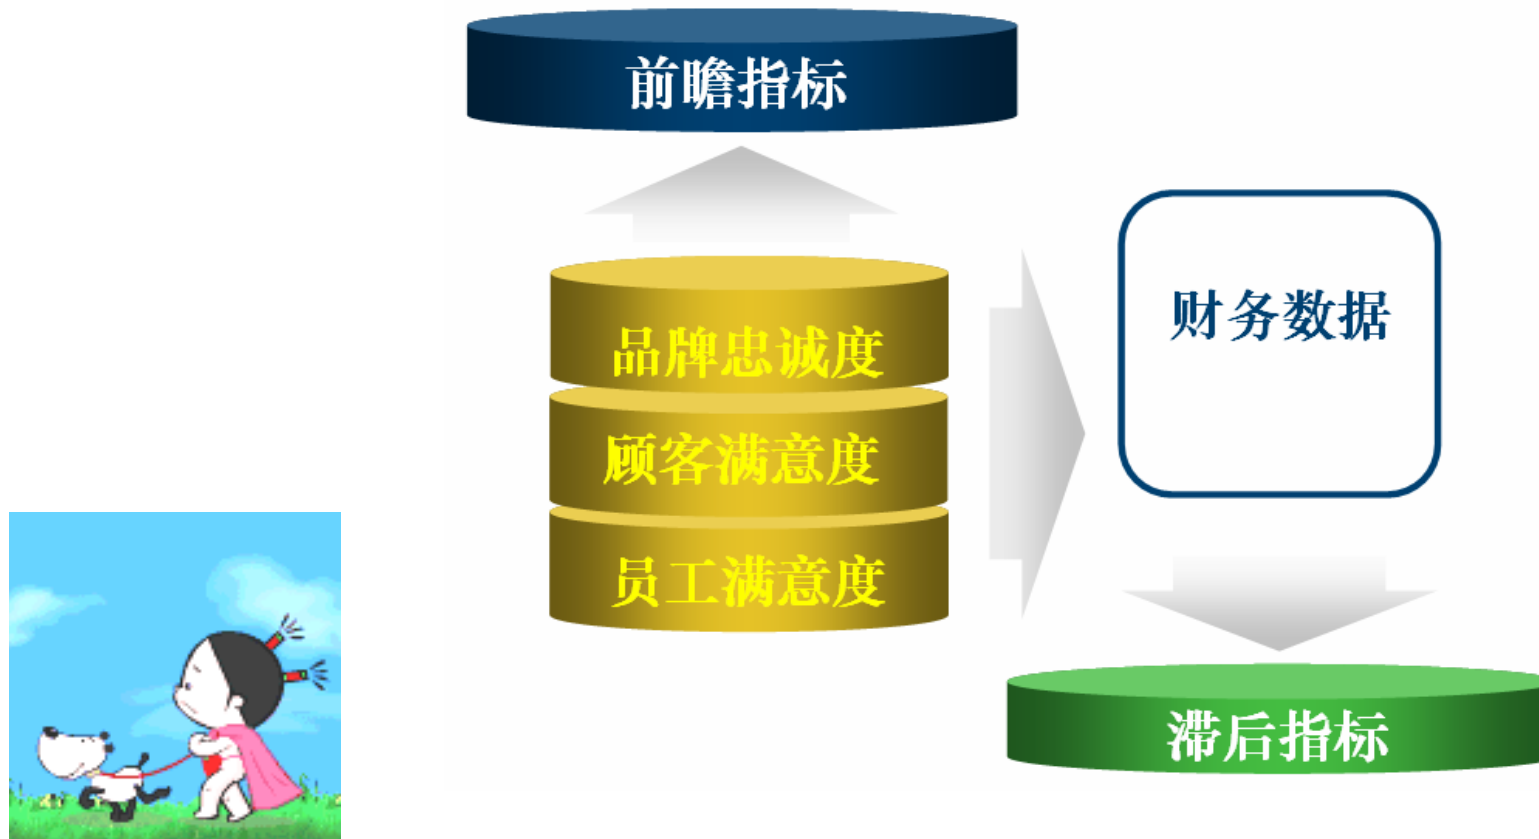 前瞻指标
品牌忠诚度
顾客满意度
员工满意度
财务数据
滞后指标